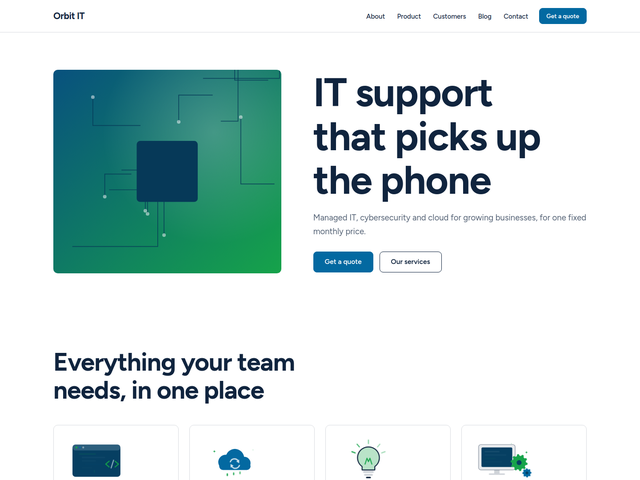 Orbit IT
About
Product
Customers
Blog
Contact
Get a quote
IT support
that picks up
the phone
Managed IT, cybersecurity and cloud for growing businesses, for one fixed
monthly price.
Get a quote
Our services
Everything your team
needs, in one place